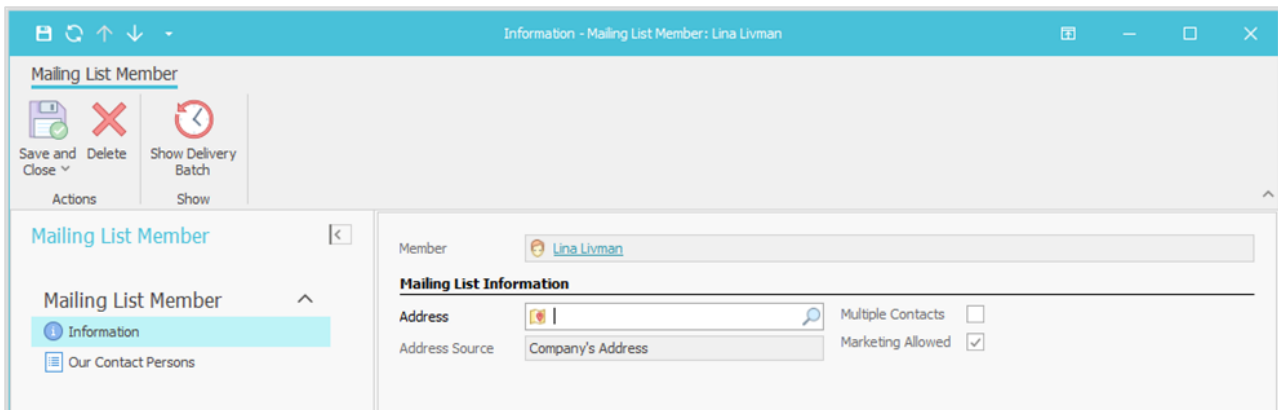 Information - Mailing List Member: Lina Livman
Mailing List Member
Save and Close
Delete
Show Delivery Batch
Actions
Show
Mailing List Member
Mailing List Member
Information
Our Contact Persons
Member
Lina Livman
Mailing List Information
Address
Multiple Contacts
Address Source
Company's Address
Marketing Allowed